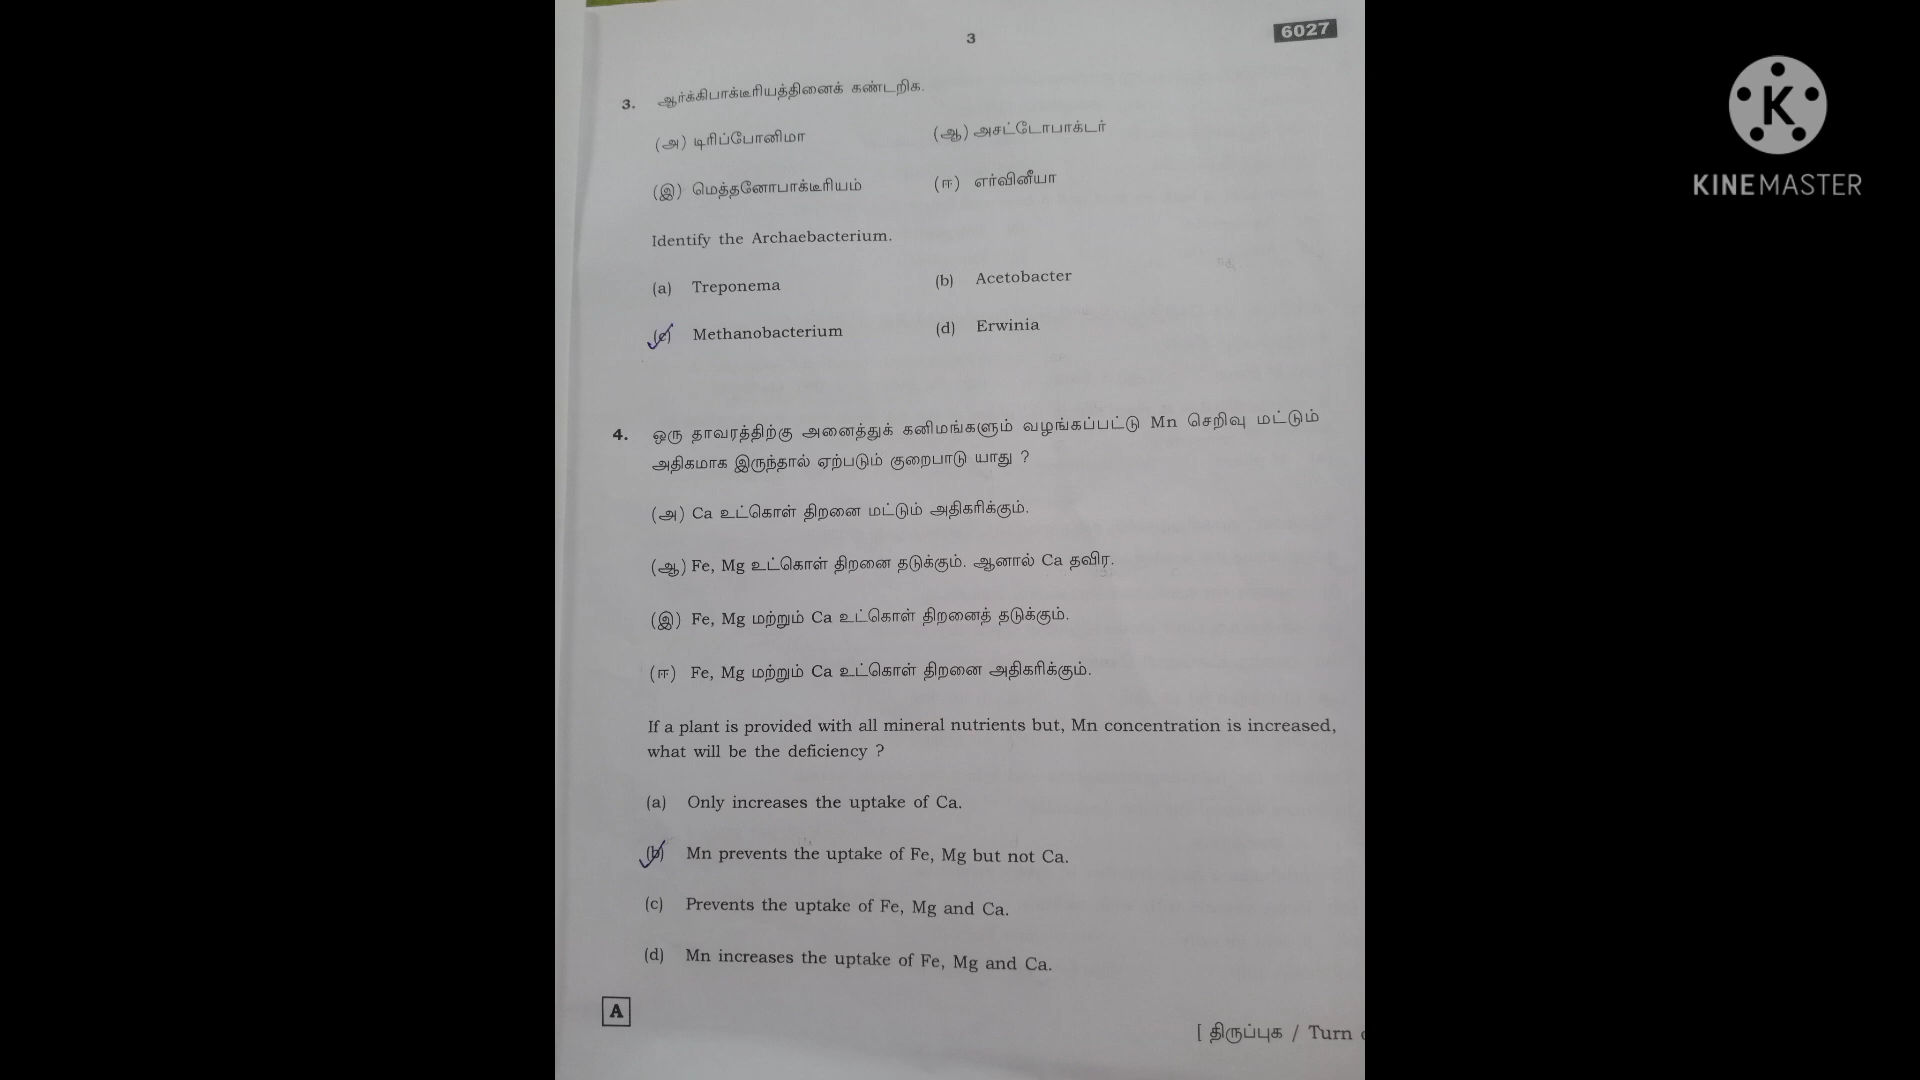 3
6027
3. ஆர்க்கிபாக்டீரியத்தினைக் கண்டறிக.
(அ) டிரிப்போனிமா (ஆ) அசட்டோபாக்டர்
(இ) மெத்தனோபாக்டீரியம் (ஈ) எர்வினீயா
Identify the Archaebacterium.
(a) Treponema (b) Acetobacter
(c) Methanobacterium (d) Erwinia
4. ஒரு தாவரத்திற்கு அனைத்துக் கனிமங்களும் வழங்கப்பட்டு Mn செறிவு மட்டும்
அதிகமாக இருந்தால் ஏற்படும் குறைபாடு யாது ?
(அ) Ca உட்கொள் திறனை மட்டும் அதிகரிக்கும்.
(ஆ) Fe, Mg உட்கொள் திறனை தடுக்கும். ஆனால் Ca தவிர.
(இ) Fe, Mg மற்றும் Ca உட்கொள் திறனைத் தடுக்கும்.
(ஈ) Fe, Mg மற்றும் Ca உட்கொள் திறனை அதிகரிக்கும்.
If a plant is provided with all mineral nutrients but, Mn concentration is increased,
what will be the deficiency ?
(a) Only increases the uptake of Ca.
(b) Mn prevents the uptake of Fe, Mg but not Ca.
(c) Prevents the uptake of Fe, Mg and Ca.
(d) Mn increases the uptake of Fe, Mg and Ca.
A
[ திருப்புக / Turn
K
KINEMASTER